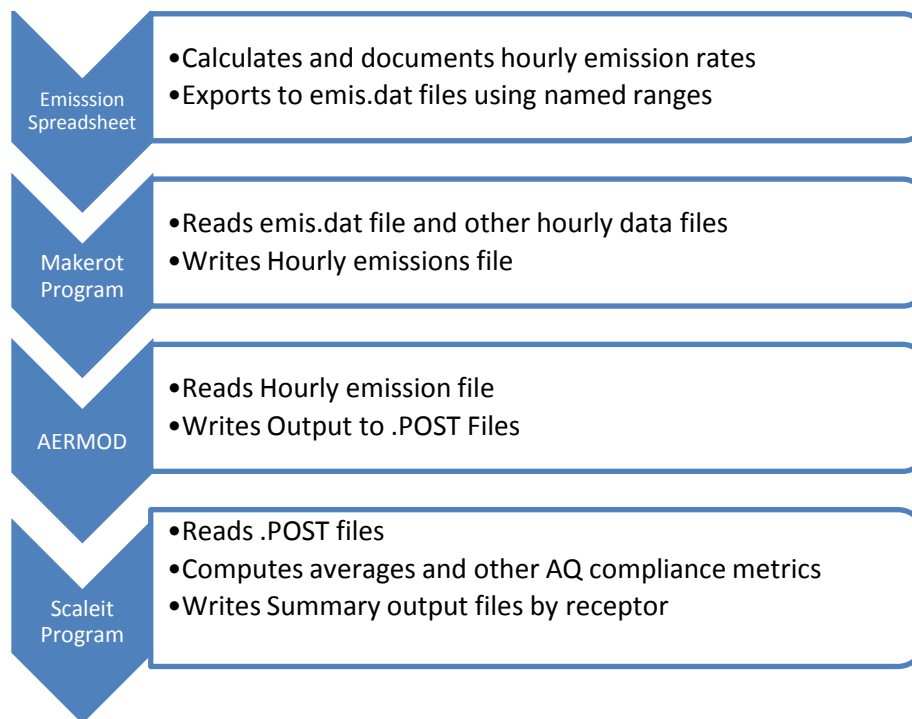 Emisssion
Spreadsheet
•Calculates and documents hourly emission rates
•Exports to emis.dat files using named ranges
Makerot
Program
•Reads emis.dat file and other hourly data files
•Writes Hourly emissions file
AERMOD
•Reads Hourly emission file
•Writes Output to .POST Files
Scaleit
Program
•Reads .POST files
•Computes averages and other AQ compliance metrics
•Writes Summary output files by receptor